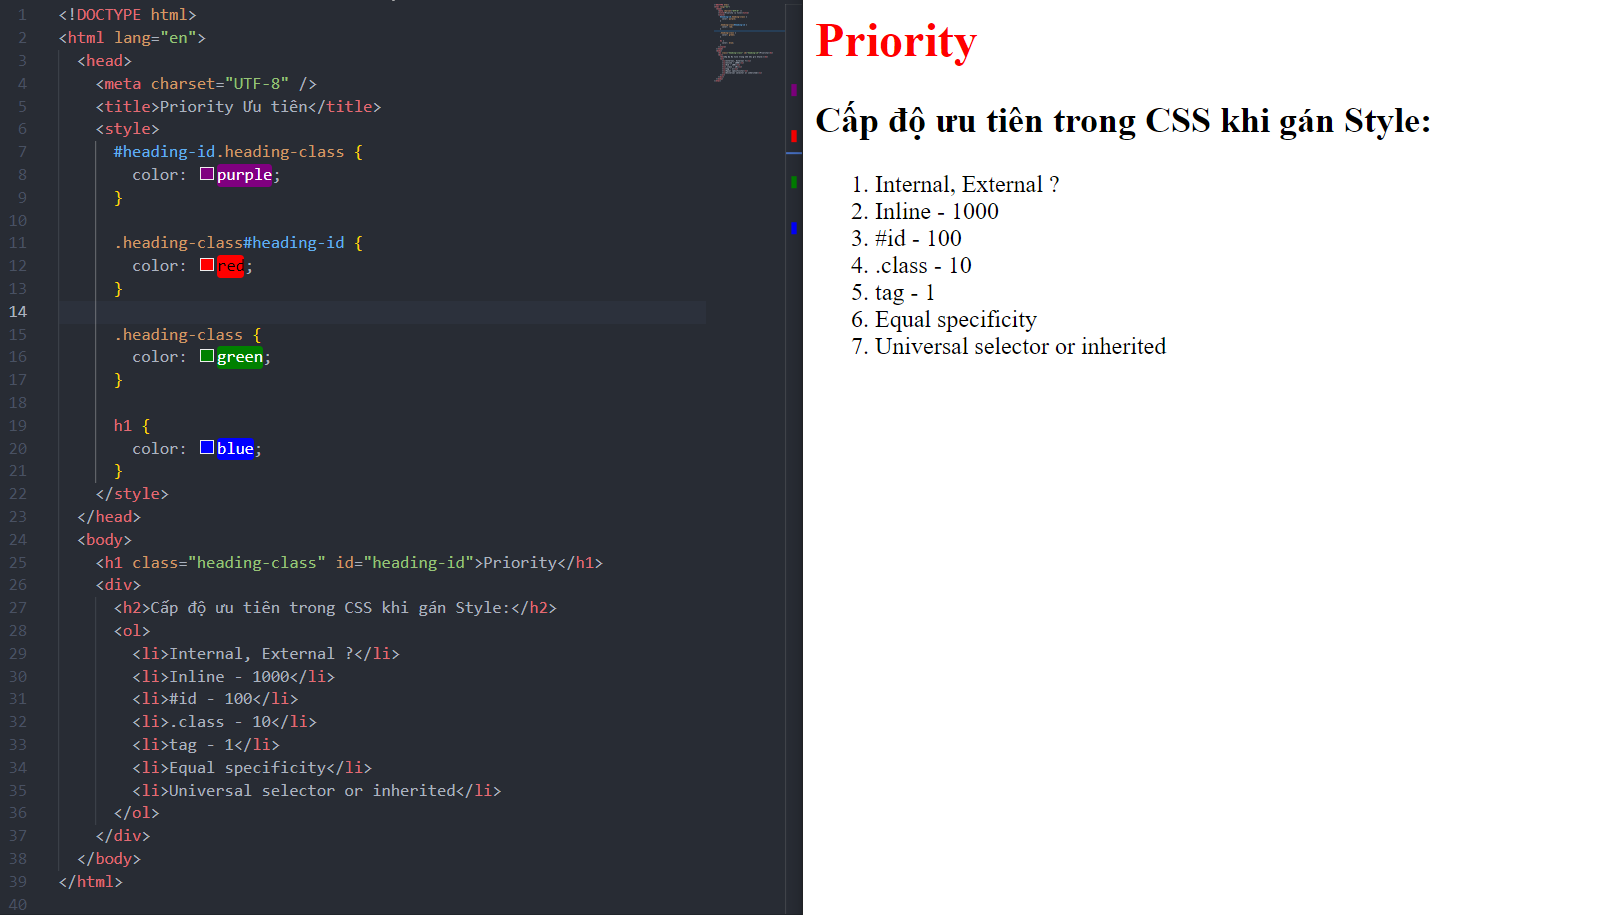 1 <!DOCTYPE html>
2 <html lang="en">
3 <head>
4 <meta charset="UTF-8" />
5 <title>Priority Ưu tiên</title>
6 <style>
7 #heading-id.heading-class {
8 color: purple;
9 }
10
11 .heading-class#heading-id {
12 color: red;
13 }
14
15 .heading-class {
16 color: green;
17 }
18
19 h1 {
20 color: blue;
21 }
22 </style>
23 </head>
24 <body>
25 <h1 class="heading-class" id="heading-id">Priority</h1>
26 <div>
27 <h2>Cấp độ ưu tiên trong CSS khi gán Style:</h2>
28 <ol>
29 <li>Internal, External ?</li>
30 <li>Inline - 1000</li>
31 <li>#id - 100</li>
32 <li>.class - 10</li>
33 <li>tag - 1</li>
34 <li>Equal specificity</li>
35 <li>Universal selector or inherited</li>
36 </ol>
37 </div>
38 </body>
39 </html>
40
Priority
Cấp độ ưu tiên trong CSS khi gán Style:
1. Internal, External ?
2. Inline - 1000
3. #id - 100
4. .class - 10
5. tag - 1
6. Equal specificity
7. Universal selector or inherited